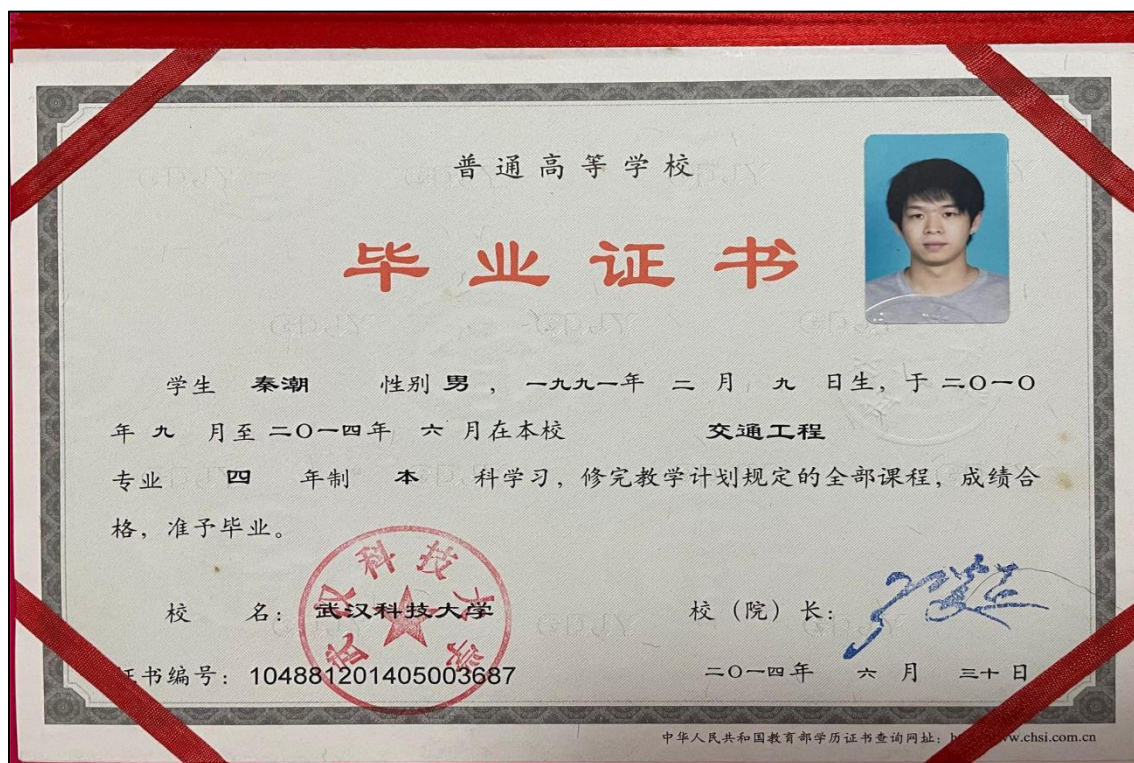 普通高等学校
毕业证书
学生 秦潮 性别 男 ，一九九一年 二 月 九 日生，于 二〇一〇
年 九 月至 二〇一四年 六 月在本校 交通工程
专业 四 年制 本 科学习，修完教学计划规定的全部课程，成绩合
格，准予毕业。
校 名：武汉科技大学
校（院）长：
武汉科技大学
书编号：104881201405003687
二〇一四年 六 月 三十 日
中华人民共和国教育部学历证书查询网址：w.chsi.com.cn